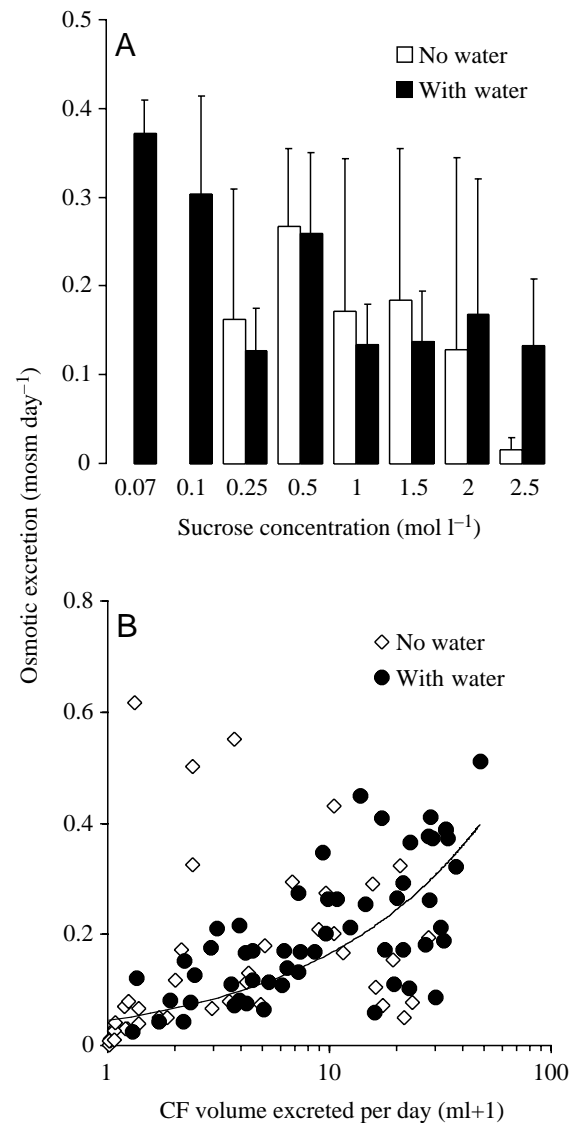 A
0.5
No water
With water
0.4
0.3
0.2
0.1
0
0.07 0.1 0.25 0.5 1 1.5 2 2.5
Sucrose concentration (mol l⁻¹)
Osmotic excretion (mosm day⁻¹)
B
0.8
No water
With water
0.6
0.4
0.2
0
1 10 100
CF volume excreted per day (ml+1)